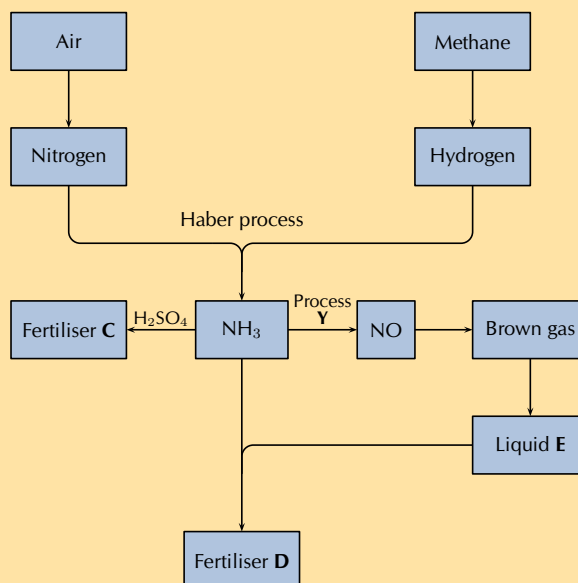 Air
Methane
Nitrogen
Hydrogen
Haber process
Fertiliser C
H₂SO₄
NH₃
Process
Y
NO
Brown gas
Liquid E
Fertiliser D